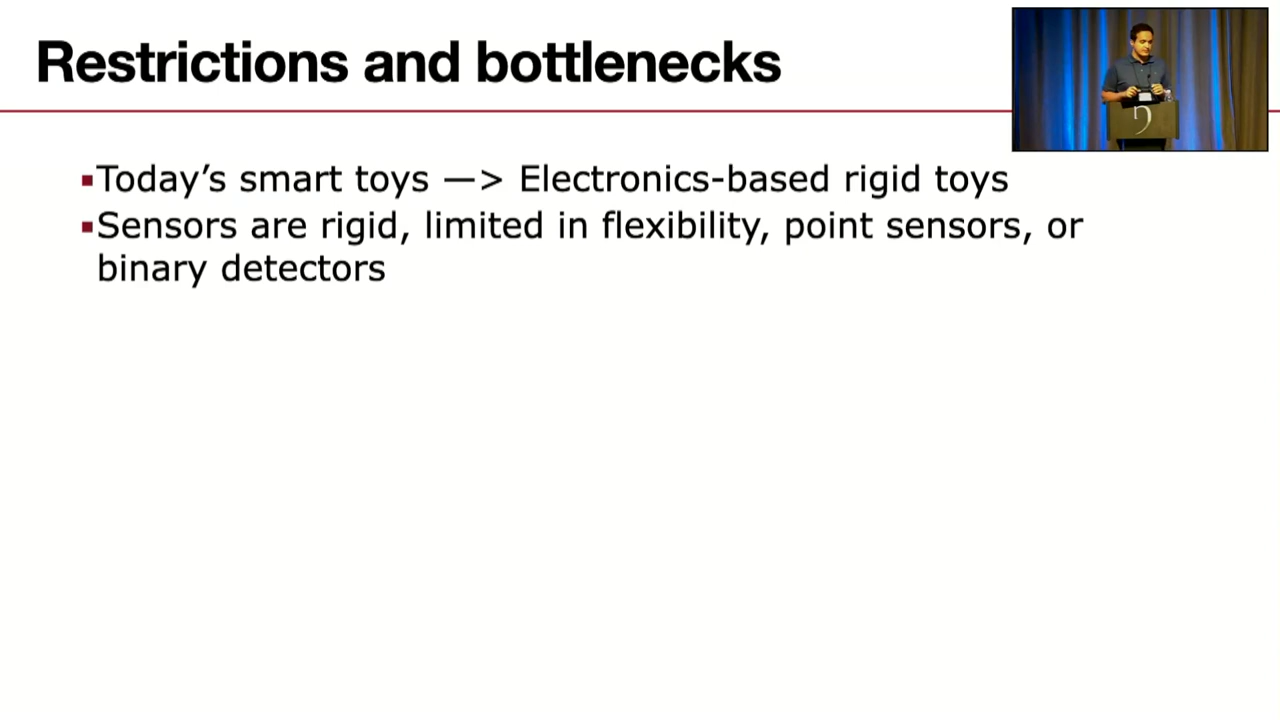 Restrictions and bottlenecks
▪Today’s smart toys —> Electronics-based rigid toys
▪Sensors are rigid, limited in flexibility, point sensors, or
binary detectors